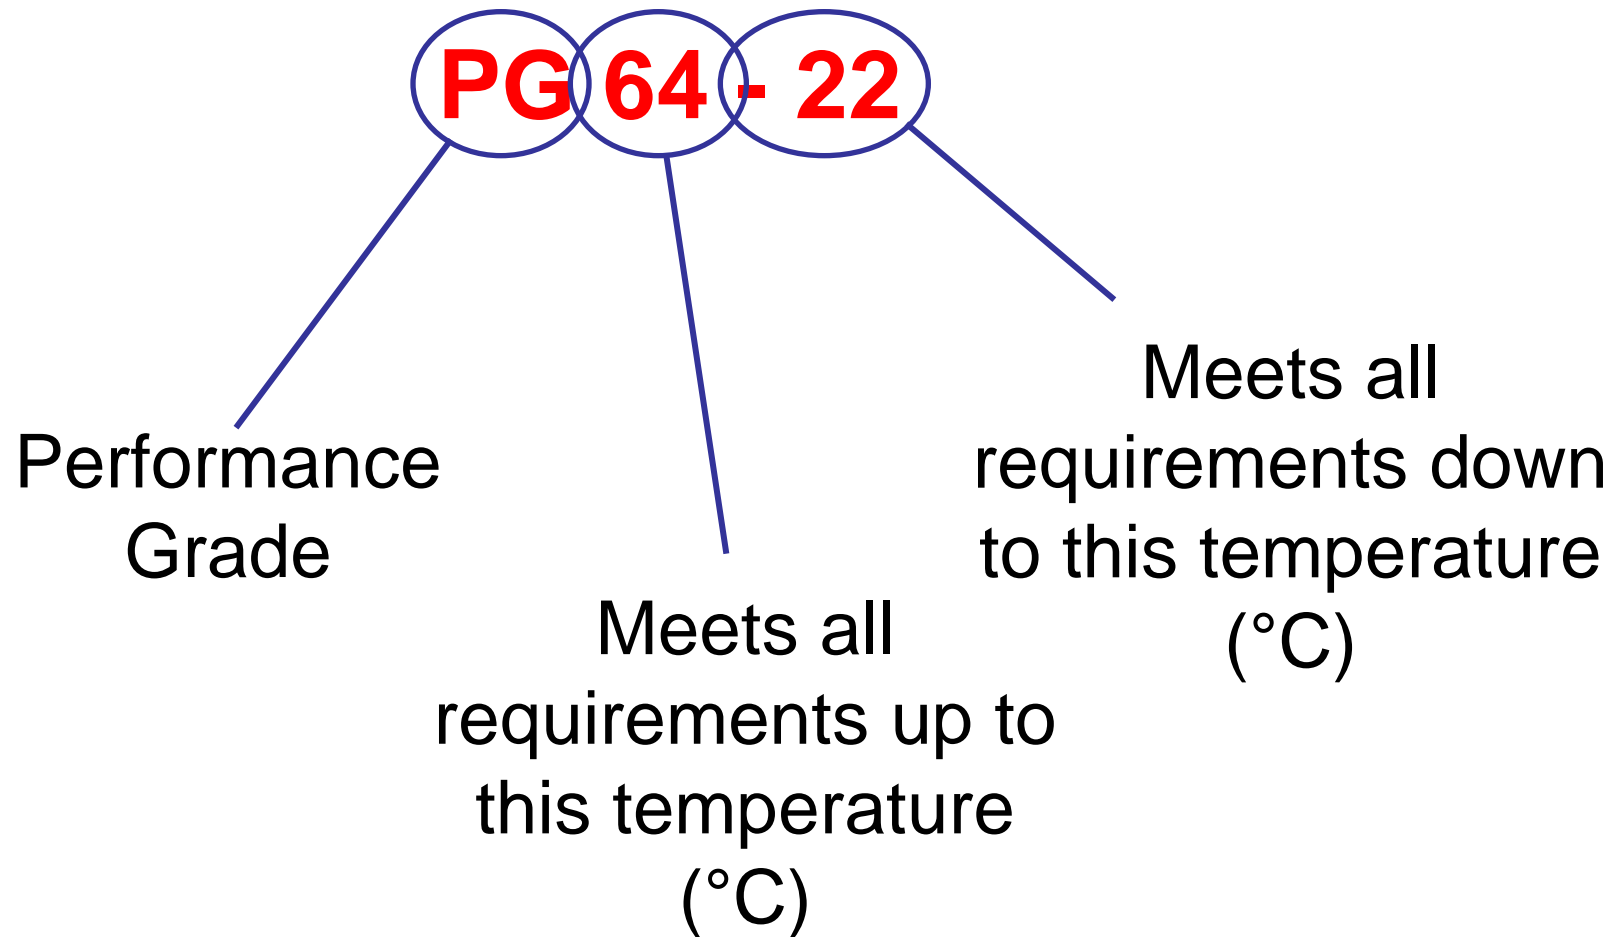 PG 64 - 22
Performance
Grade
Meets all
requirements up to
this temperature
(°C)
Meets all
requirements down
to this temperature
(°C)